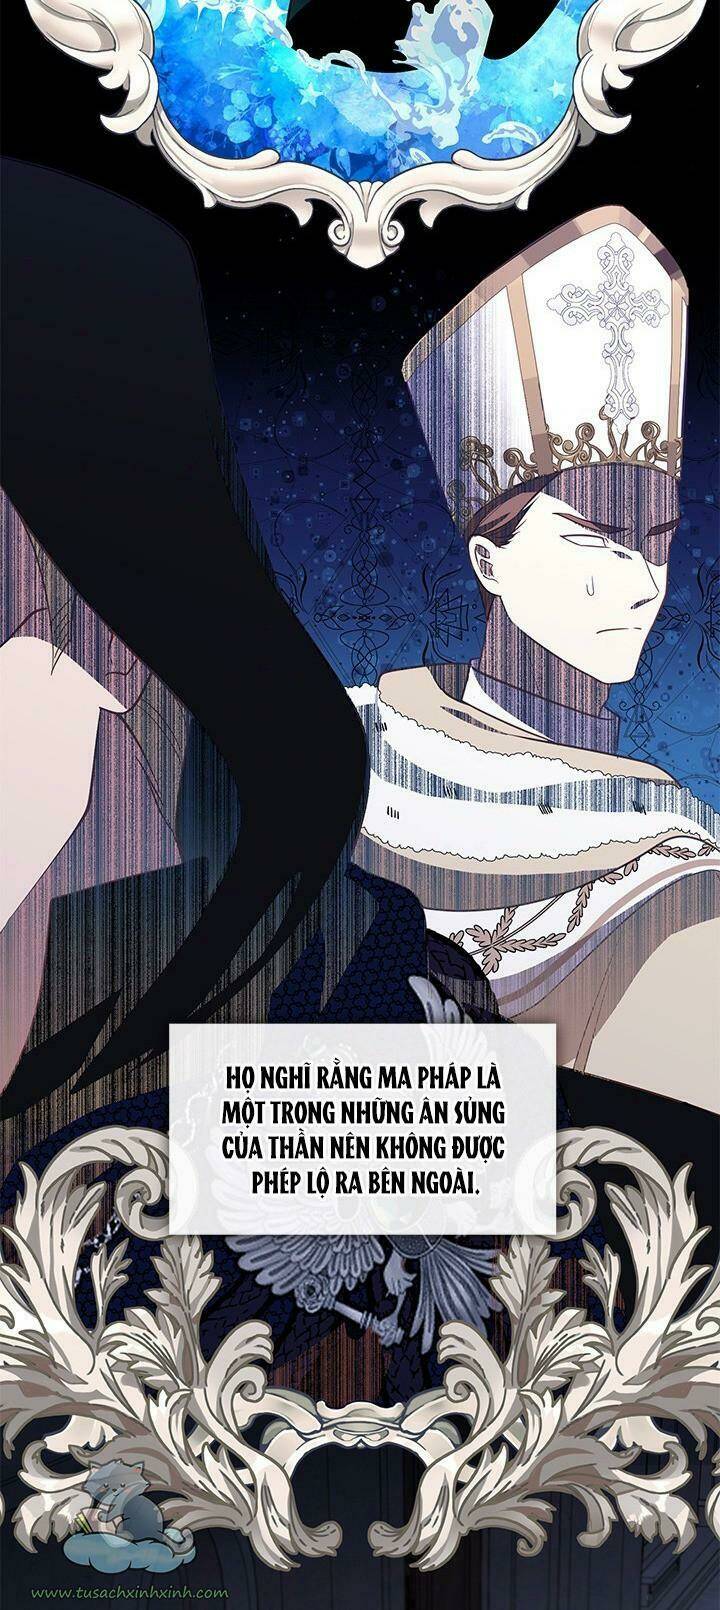 HỌ NGHĨ RẰNG MA PHÁP LÀ
MỘT TRONG NHỮNG ÂN SỦNG
CỦA THẦN NÊN KHÔNG ĐƯỢC
PHÉP LỘ RA BÊN NGOÀI.
www.tusachxinhxinh.com